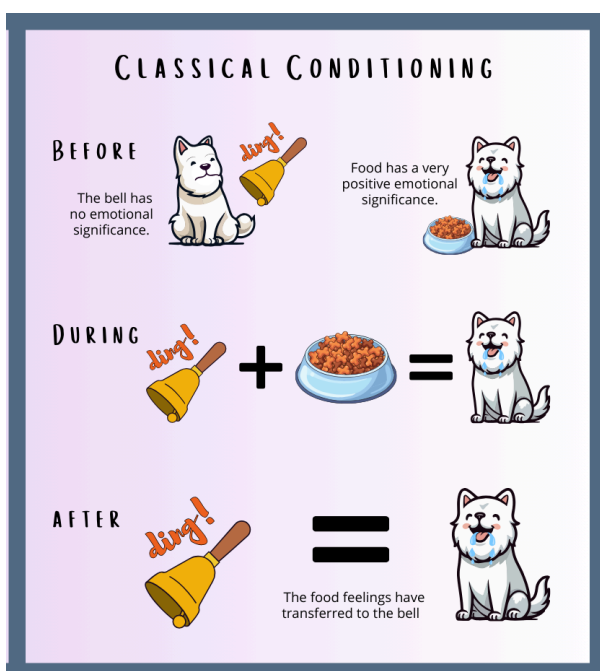 CLASSICAL CONDITIONING
BEFORE
ding!
The bell has
no emotional
significance.
Food has a very
positive emotional
significance.
DURING
ding!
+
=
AFTER
ding!
=
The food feelings have
transferred to the bell